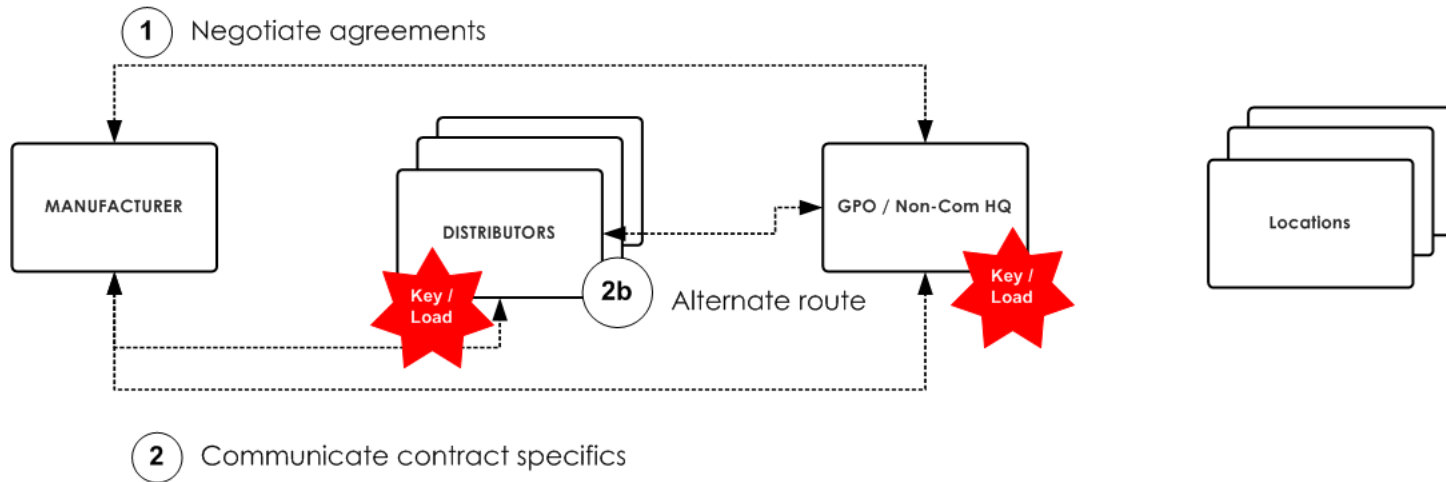 1 Negotiate agreements
MANUFACTURER
DISTRIBUTORS
GPO / Non-Com HQ
Locations
Key /
Load
2b Alternate route
Key /
Load
2 Communicate contract specifics